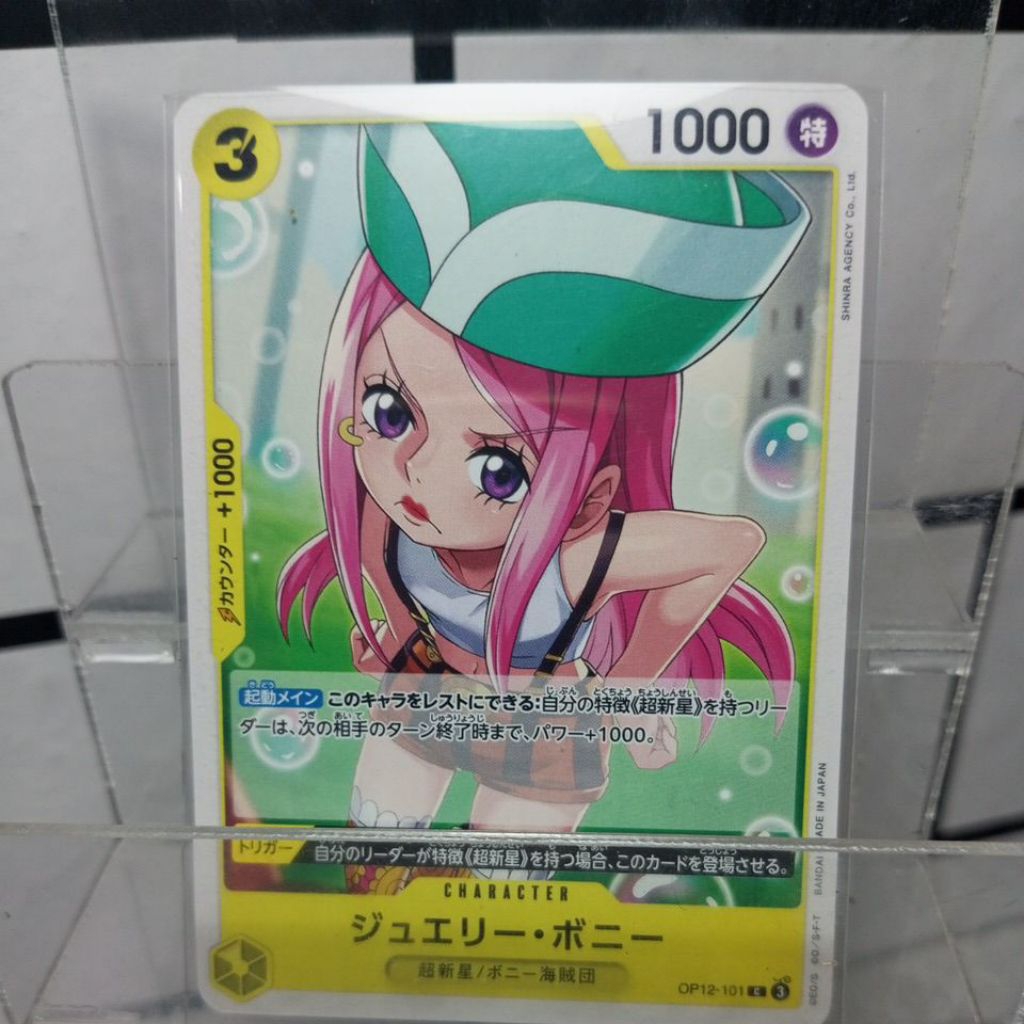 3
1000 特
SHINRA AGENCY Co., Ltd.
カウンター +1000
起動メイン このキャラをレストにできる:自分の特徴《超新星》を持つリー
ダーは、次の相手のターン終了時まで、パワー+1000。
トリガー 自分のリーダーが特徴《超新星》を持つ場合、このカードを登場させる。
CHARACTER
ジュエリー・ボニー
超新星/ボニー海賊団
OP12-101 C 3
©EO/S ©O/S·F·T BANDAI MADE IN JAPAN